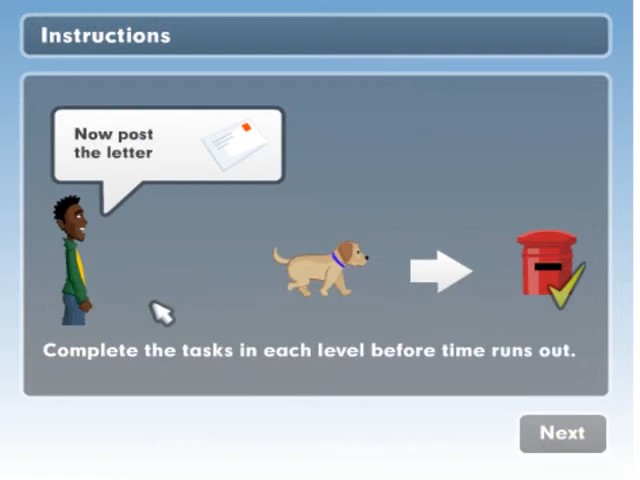 Instructions
Now post
the letter
Complete the tasks in each level before time runs out.
Next